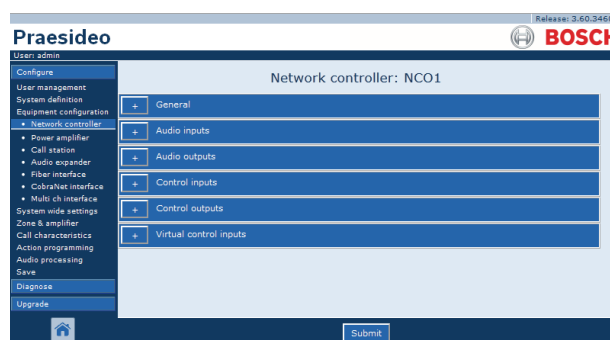 Release: 3.60.346
Praesideo
BOSCH
User: admin
Configure
User management
System definition
Equipment configuration
• Network controller
• Power amplifier
• Call station
• Audio expander
• Fiber interface
• CobraNet interface
• Multi ch interface
System wide settings
Zone & amplifier
Call characteristics
Action programming
Audio processing
Save
Diagnose
Upgrade
Network controller: NCO1
+ General
+ Audio inputs
+ Audio outputs
+ Control inputs
+ Control outputs
+ Virtual control inputs
Submit